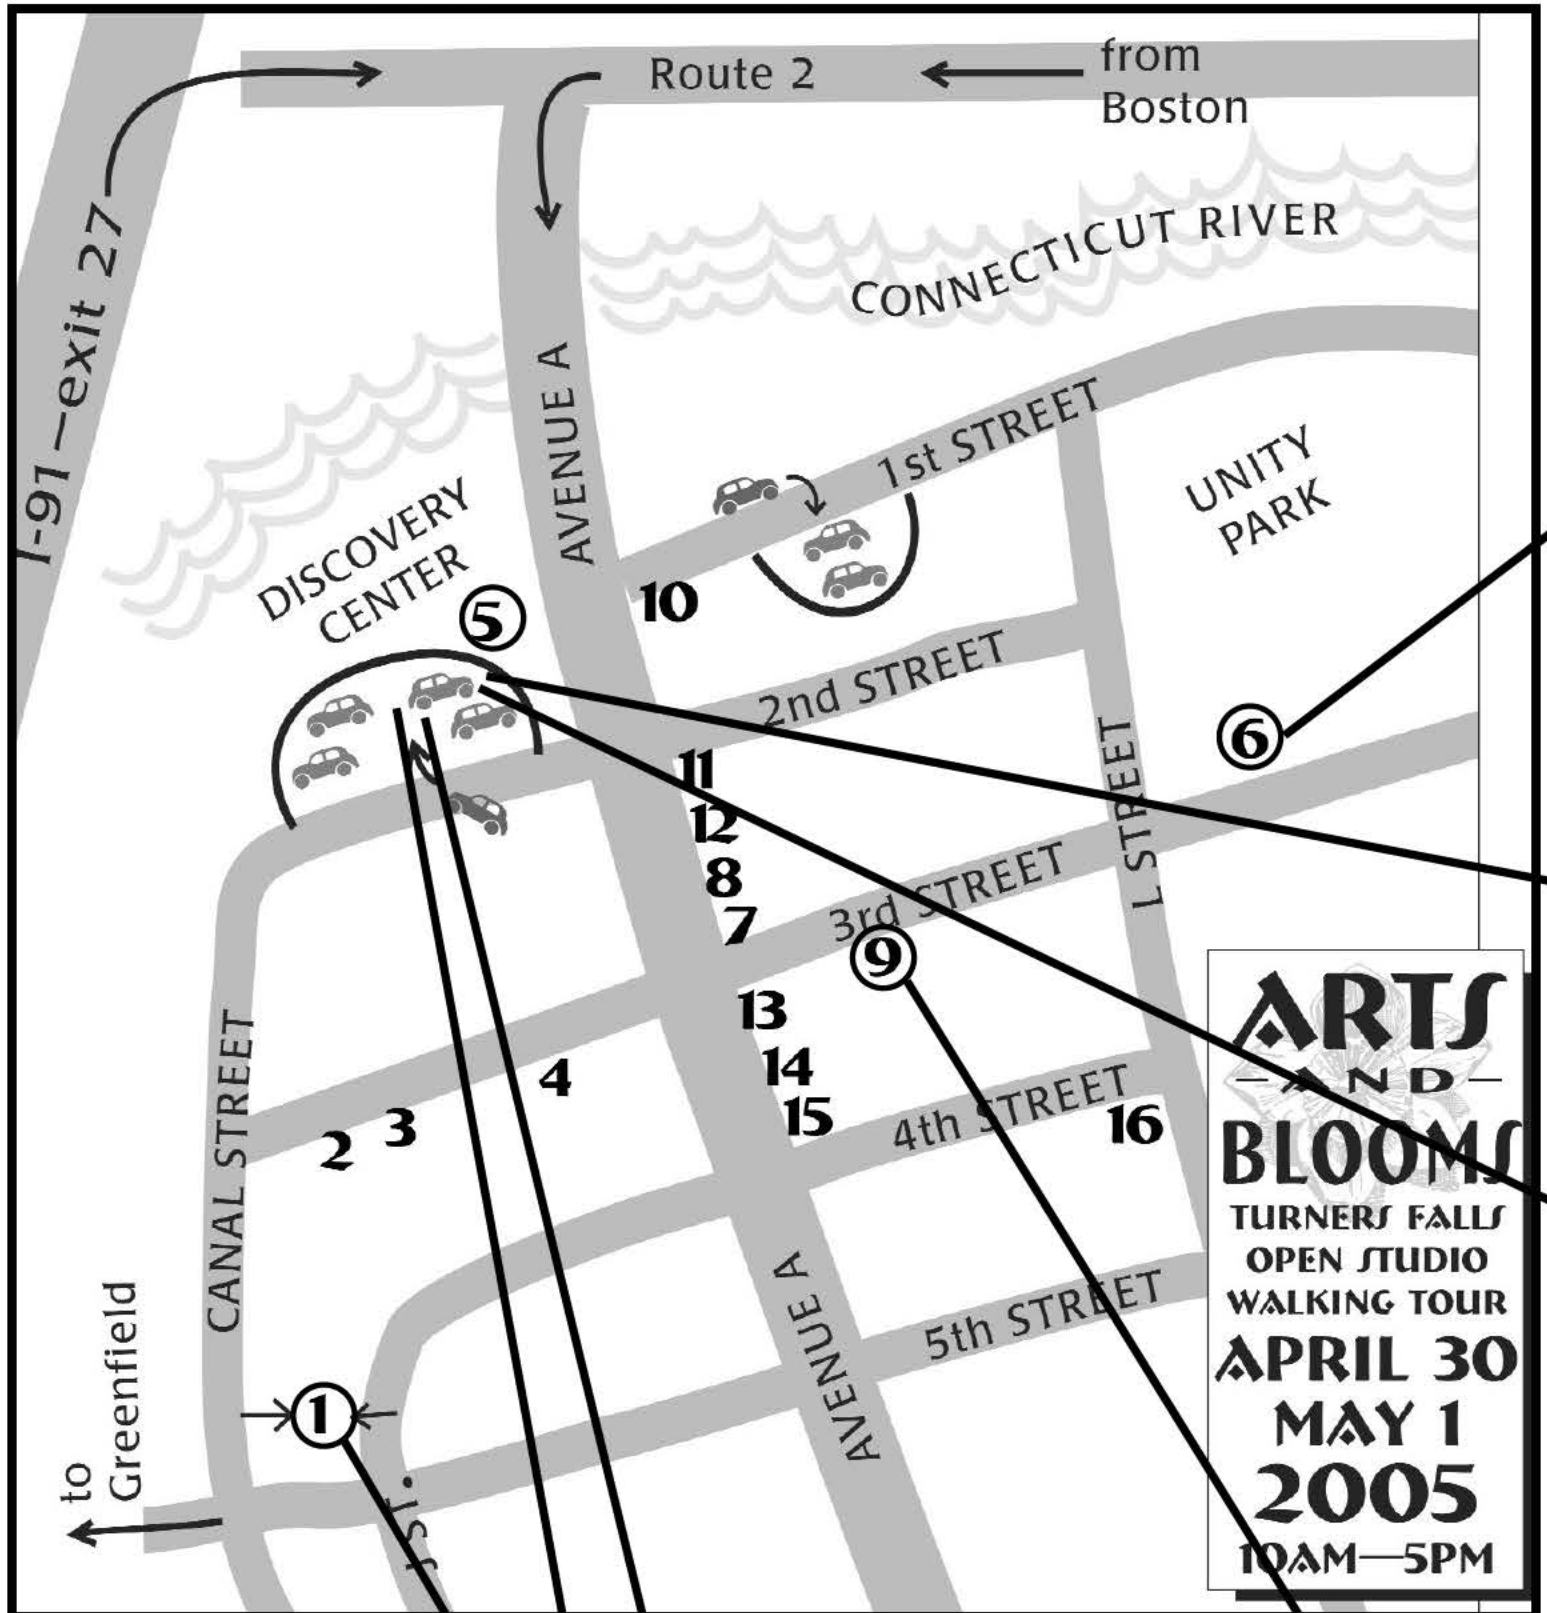 from
Route 2
Boston
I-91—exit 27
CONNECTICUT RIVER
AVENUE A
1st STREET
UNITY
PARK
DISCOVERY
CENTER
5
10
2nd STREET
6
11
12
8
7
L STREET
3rd STREET
9
13
14
15
4
3
2
4th STREET
16
CANAL STREET
AVENUE A
5th STREET
1
to
Greenfield
J ST.
ARTS
—AND—
BLOOMS
TURNERS FALLS
OPEN STUDIO
WALKING TOUR
APRIL 30
MAY 1
2005
10AM—5PM